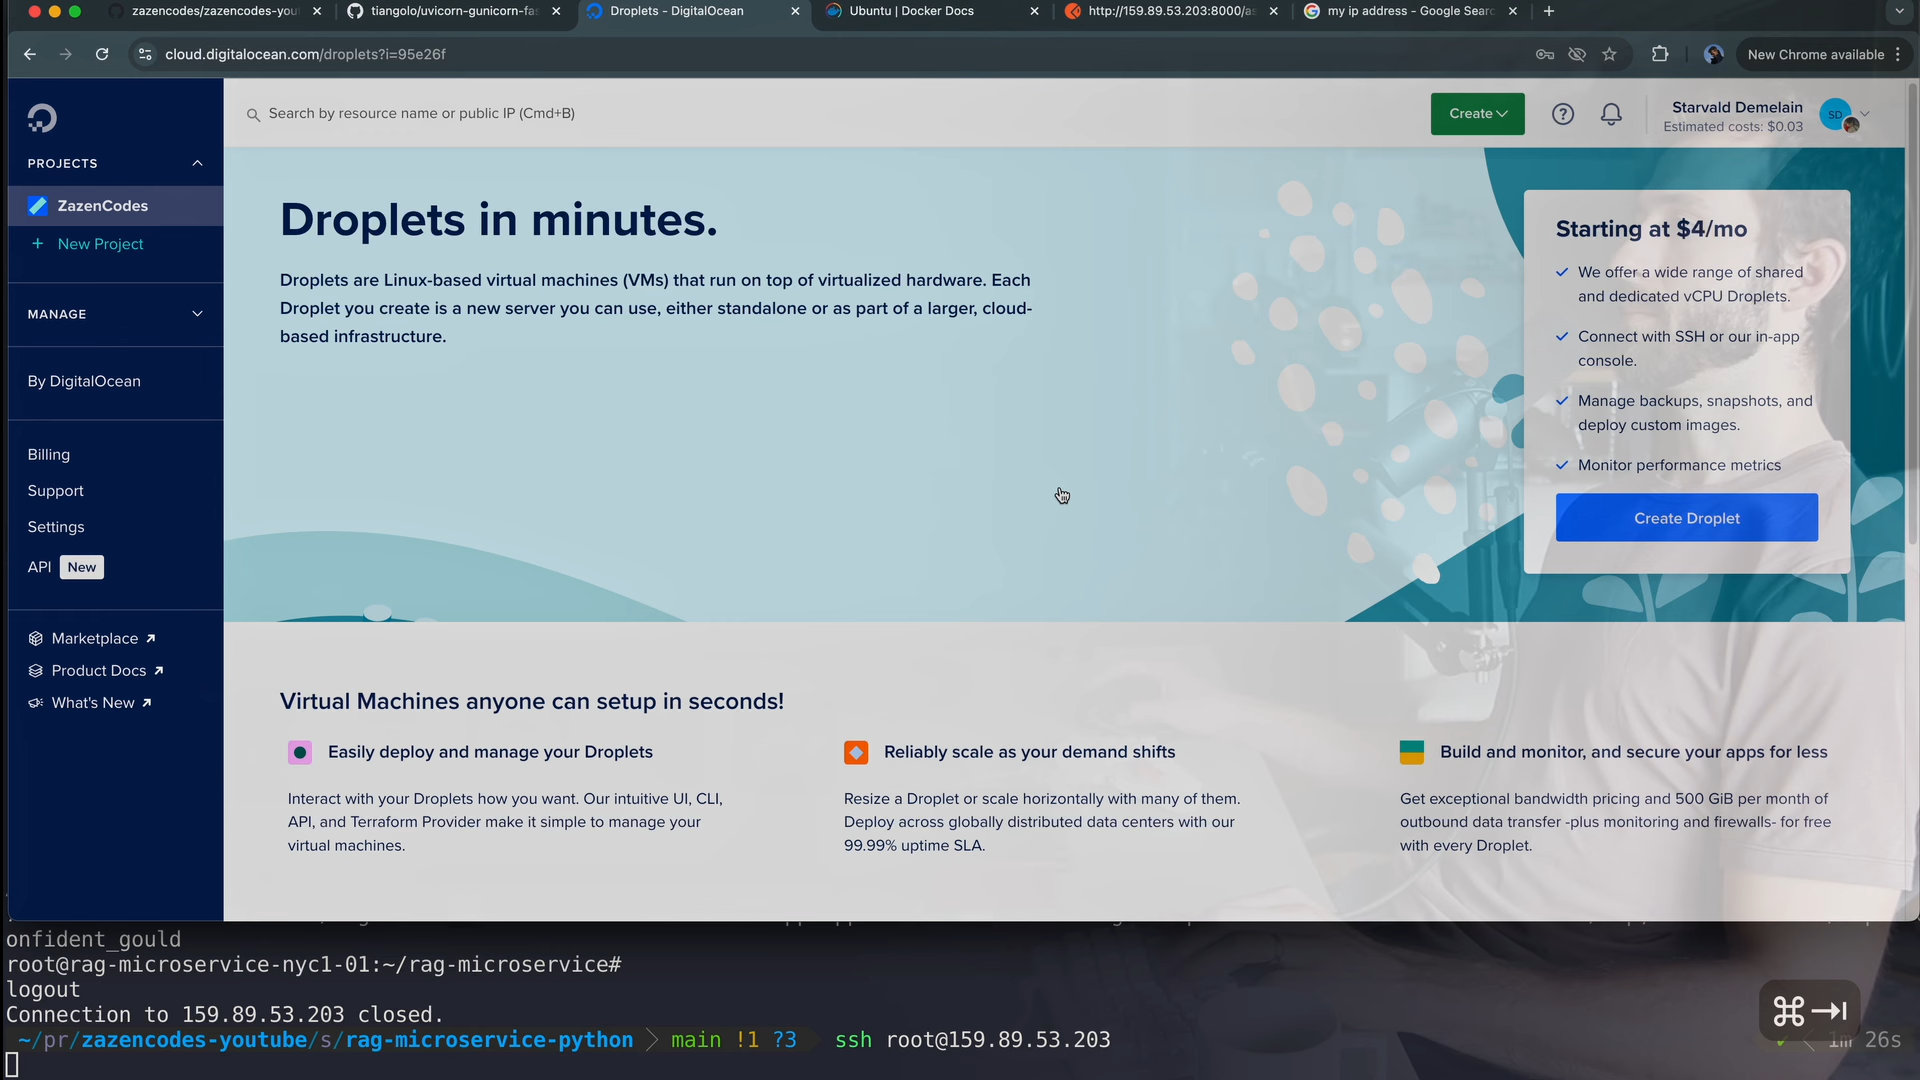 zazencodes/zazencodes-you
tiangolo/uvicorn-gunicorn-fas
Droplets - DigitalOcean
Ubuntu | Docker Docs
http://159.89.53.203:8000/as
my ip address - Google Searc
cloud.digitalocean.com/droplets?i=95e26f
New Chrome available
Search by resource name or public IP (Cmd+B)
Create
Starvald Demelain
Estimated costs: $0.03
SD
PROJECTS
ZazenCodes
+ New Project
MANAGE
By DigitalOcean
Billing
Support
Settings
API New
Marketplace
Product Docs
What's New
Droplets in minutes.
Droplets are Linux-based virtual machines (VMs) that run on top of virtualized hardware. Each
Droplet you create is a new server you can use, either standalone or as part of a larger, cloud-
based infrastructure.
Starting at $4/mo
We offer a wide range of shared
and dedicated vCPU Droplets.
Connect with SSH or our in-app
console.
Manage backups, snapshots, and
deploy custom images.
Monitor performance metrics
Create Droplet
Virtual Machines anyone can setup in seconds!
Easily deploy and manage your Droplets
Interact with your Droplets how you want. Our intuitive UI, CLI,
API, and Terraform Provider make it simple to manage your
virtual machines.
Reliably scale as your demand shifts
Resize a Droplet or scale horizontally with many of them.
Deploy across globally distributed data centers with our
99.99% uptime SLA.
Build and monitor, and secure your apps for less
Get exceptional bandwidth pricing and 500 GiB per month of
outbound data transfer -plus monitoring and firewalls- for free
with every Droplet.
onfident_gould
root@rag-microservice-nyc1-01:~/rag-microservice#
logout
Connection to 159.89.53.203 closed.
~/pr/zazencodes-youtube/s/rag-microservice-python main !1 ?3 ssh root@159.89.53.203
1m 26s